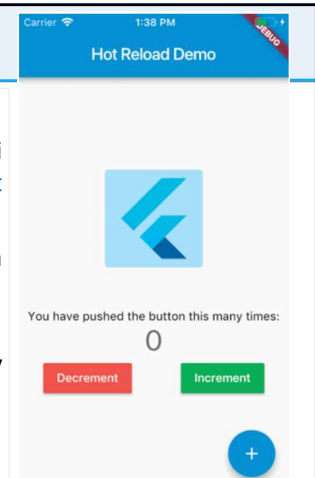 Carrier 1:38 PM
DEBUG
Hot Reload Demo
You have pushed the button this many times:
0
Decrement Increment
+